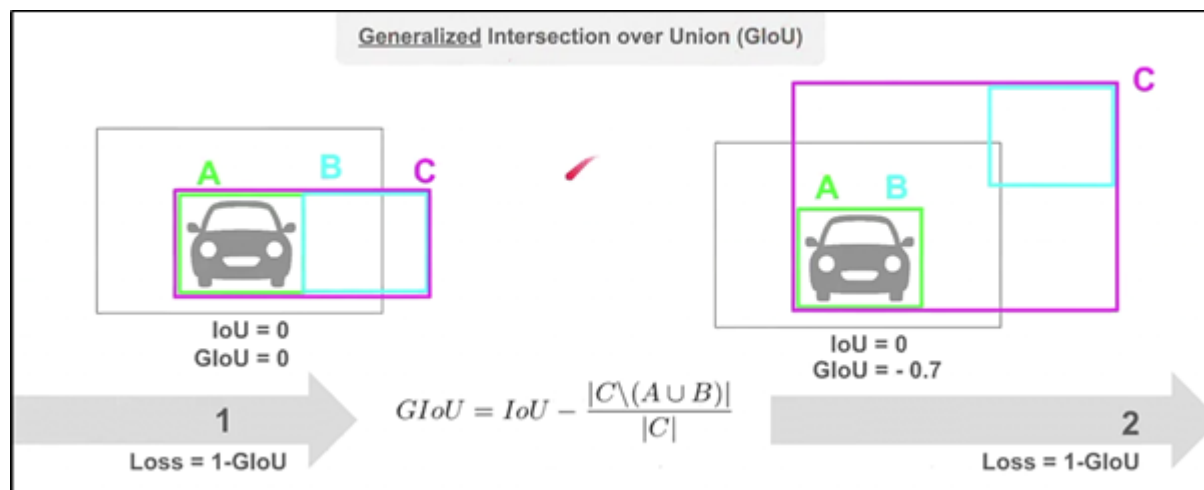 Generalized Intersection over Union (GIoU)
C
A B C
A B
IoU = 0
GIoU = 0
IoU = 0
GIoU = - 0.7
1
GIoU = IoU - |C\(A ∪ B)| / |C|
2
Loss = 1-GIoU
Loss = 1-GIoU